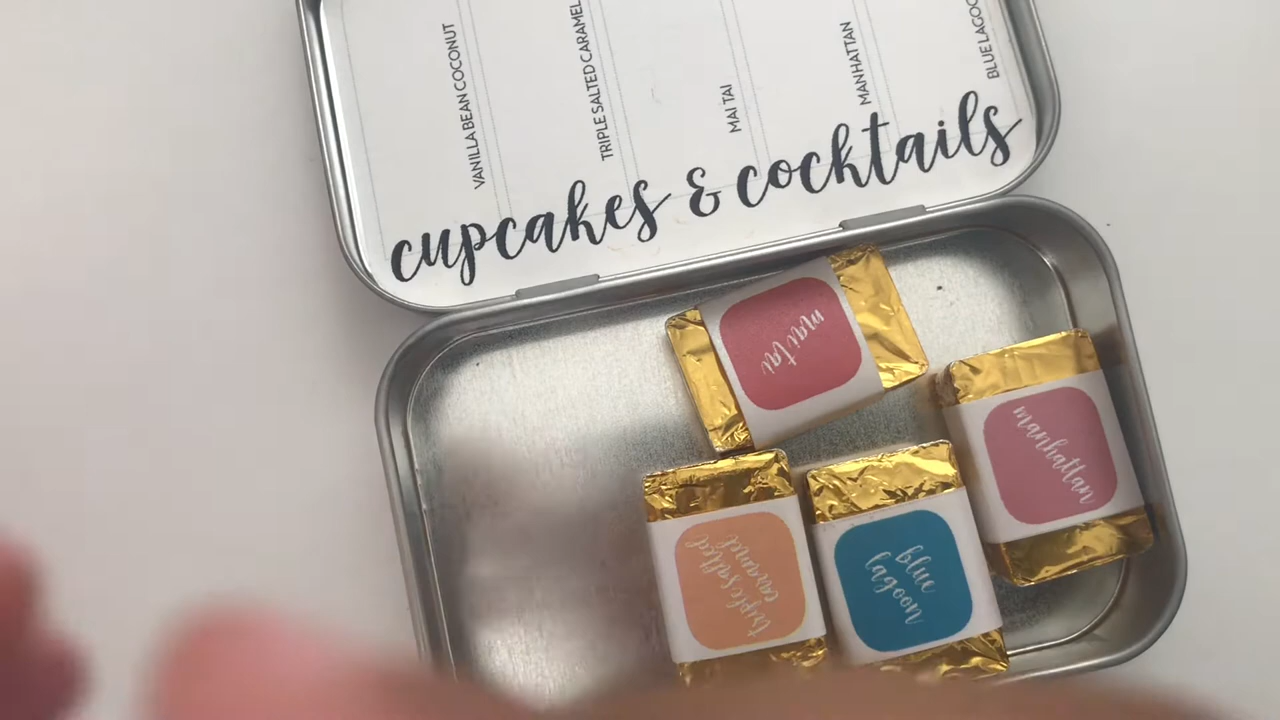 VANILLA BEAN COCONUT
TRIPLE SALTED CARAMEL
MAI TAI
MANHATTAN
BLUE
cupcakes & cocktails
mai tai
manhattan
triple salted
caramel
blue
lagoon